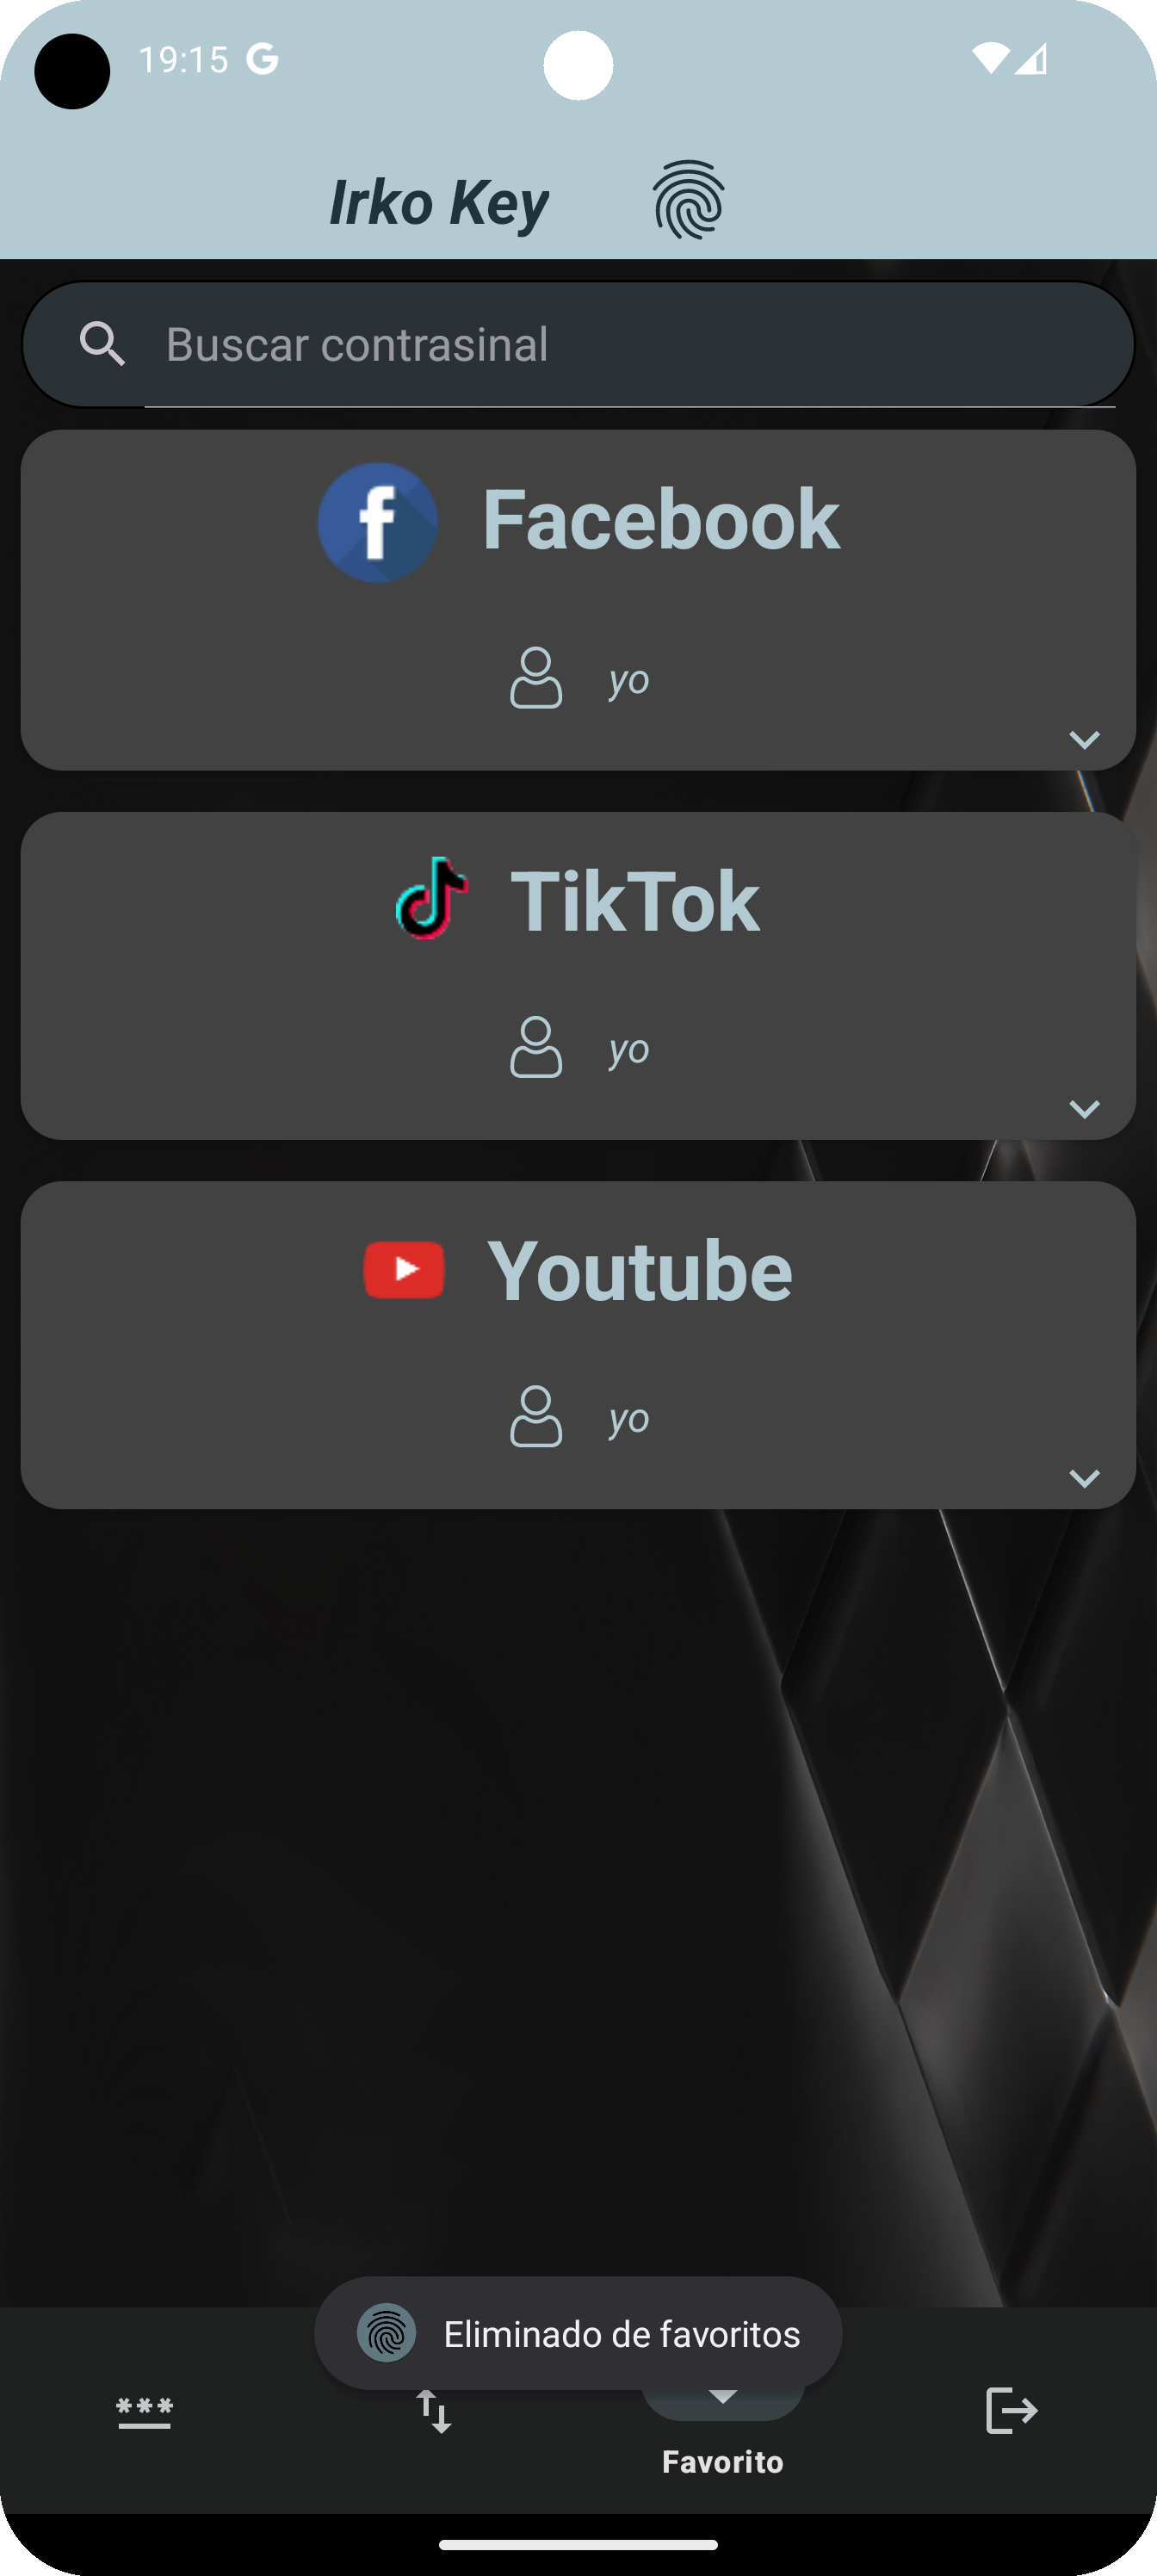 19:15
Irko Key
Buscar contrasinal
Facebook
yo
TikTok
yo
Youtube
yo
Eliminado de favoritos
***
Favorito